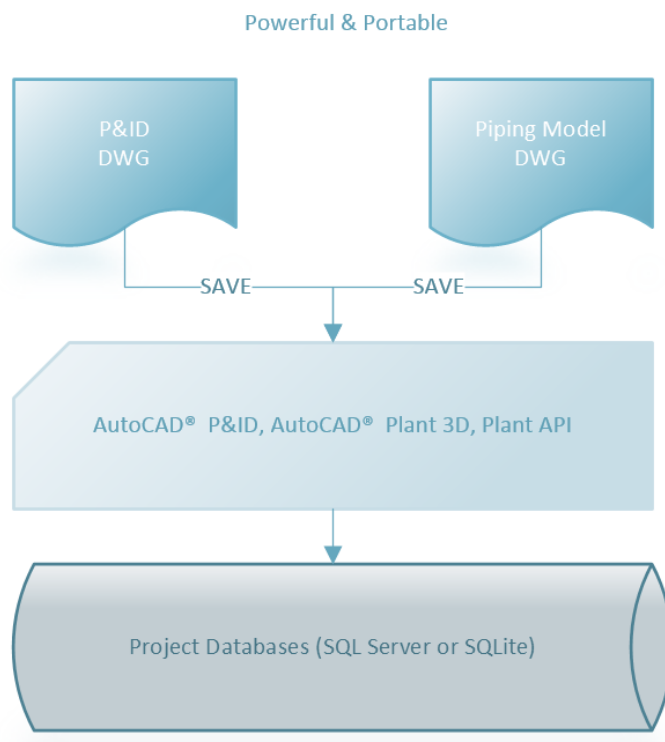 Powerful & Portable
P&ID
DWG
Piping Model
DWG
SAVE
SAVE
AutoCAD® P&ID, AutoCAD® Plant 3D, Plant API
Project Databases (SQL Server or SQLite)